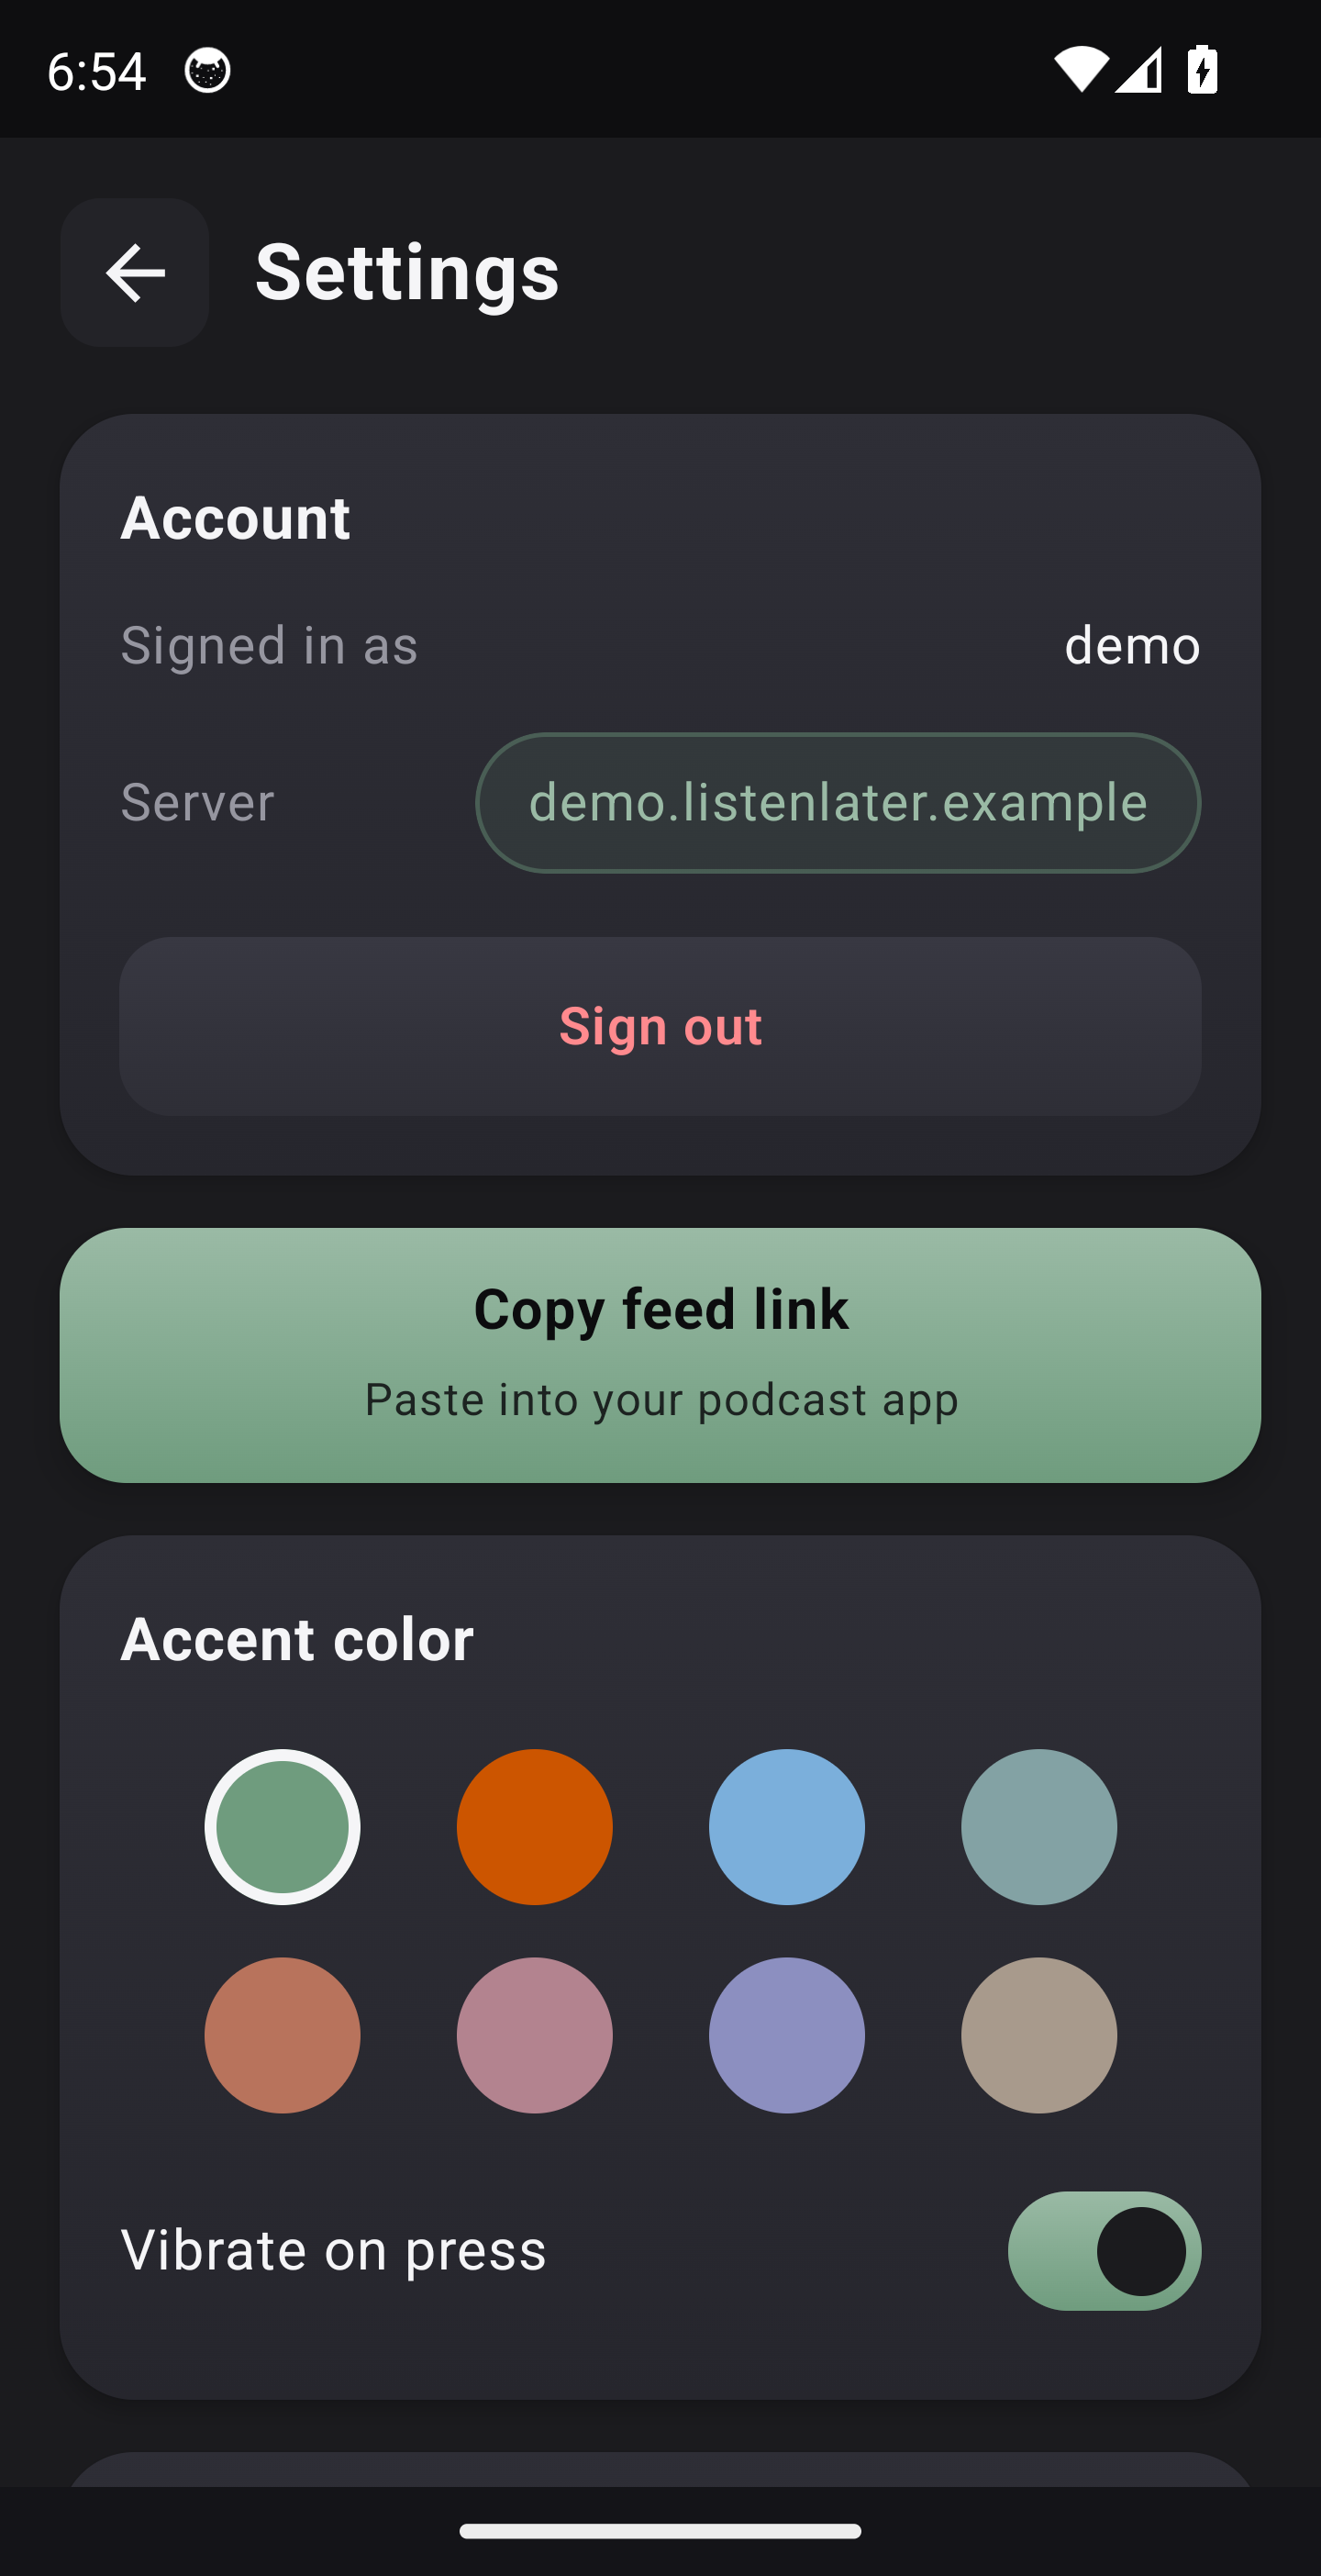 6:54
Settings
Account
Signed in as
demo
Server
demo.listenlater.example
Sign out
Copy feed link
Paste into your podcast app
Accent color
Vibrate on press